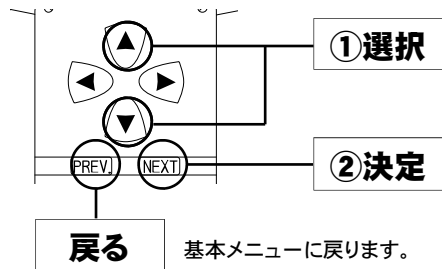 ①選択
PREV.
NEXT
②決定
戻る
基本メニューに戻ります。